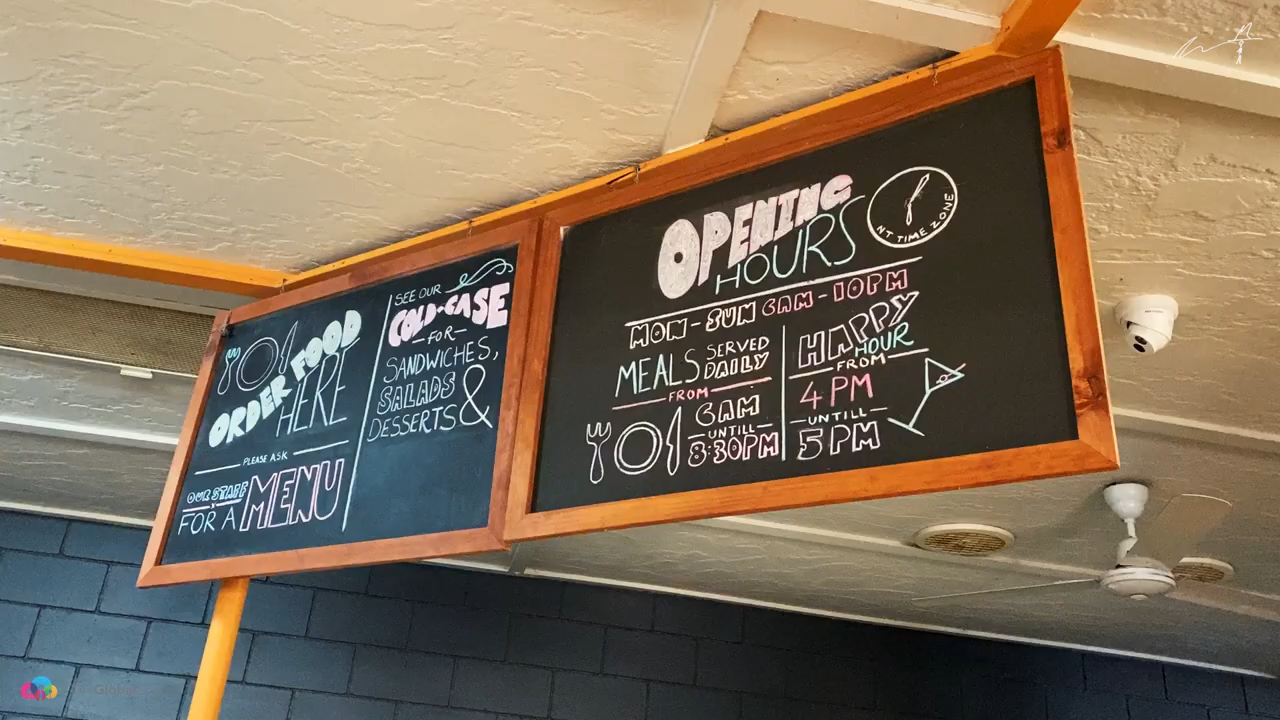 ORDER FOOD
HERE
PLEASE ASK
OUR STAFF
FOR A MENU
SEE OUR
COLD-CASE
-FOR-
SANDWICHES,
SALADS &
DESSERTS
OPENING
HOURS
NT TIME ZONE
MON-SUN 6AM-10PM
MEALS SERVED
DAILY
FROM
6AM
UNTILL
8:30PM
HAPPY
HOUR
FROM
4PM
UNTILL
5PM